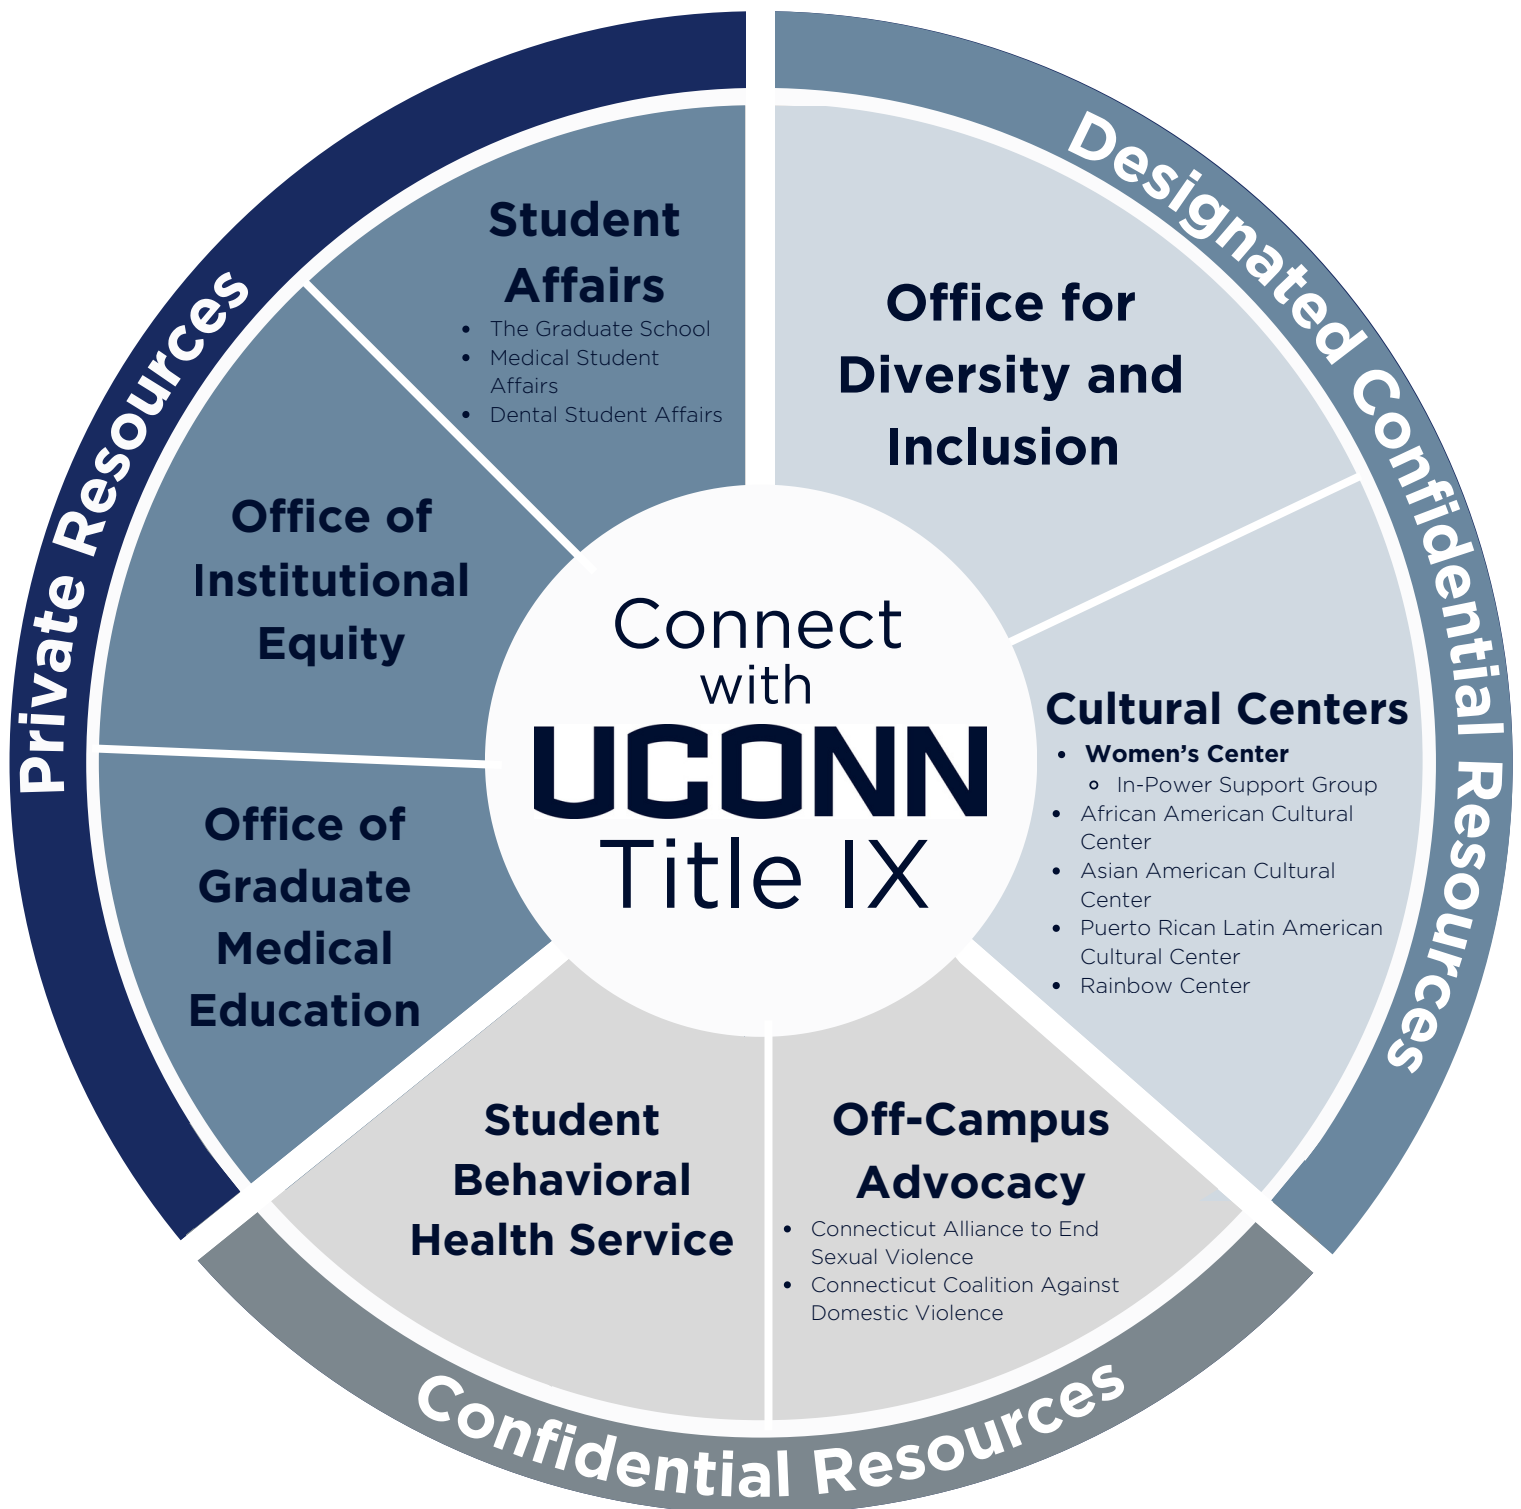 Connect
with
UCONN
Title IX
Private Resources
Student
Affairs
• The Graduate School
• Medical Student
Affairs
• Dental Student Affairs
Office of
Institutional
Equity
Office of
Graduate
Medical
Education
Designated Confidential Resources
Office for
Diversity and
Inclusion
Cultural Centers
• Women's Center
◦ In-Power Support Group
• African American Cultural
Center
• Asian American Cultural
Center
• Puerto Rican Latin American
Cultural Center
• Rainbow Center
Confidential Resources
Student
Behavioral
Health Service
Off-Campus
Advocacy
• Connecticut Alliance to End
Sexual Violence
• Connecticut Coalition Against
Domestic Violence